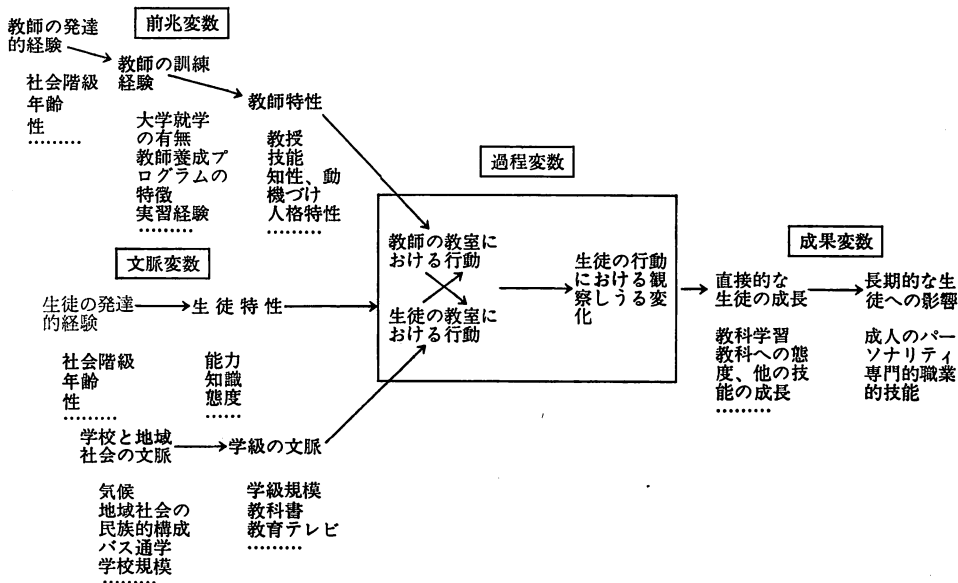 前兆変数
教師の発達
的経験
社会階級
年齢
性
………
教師の訓練
経験
大学就学
の有無
教師養成プ
ログラムの
特徴
実習経験
………
教師特性
教授
技能
知性、動
機づけ
人格特性
………
文脈変数
生徒の発達
的経験
社会階級
年齢
性
………
生徒特性
能力
知識
態度
……
学校と地域
社会の文脈
気候
地域社会の
民族的構成
バス通学
学校規模
………
学級の文脈
学級規模
教科書
教育テレビ
………
過程変数
教師の教室に
おける行動
生徒の教室に
おける行動
生徒の行動
における観
察しうる変
化
成果変数
直接的な
生徒の成長
教科学習
教科への態
度、他の技
能の成長
………
長期的な生
徒への影響
成人のパー
ソナリティ
専門的職業
的技能